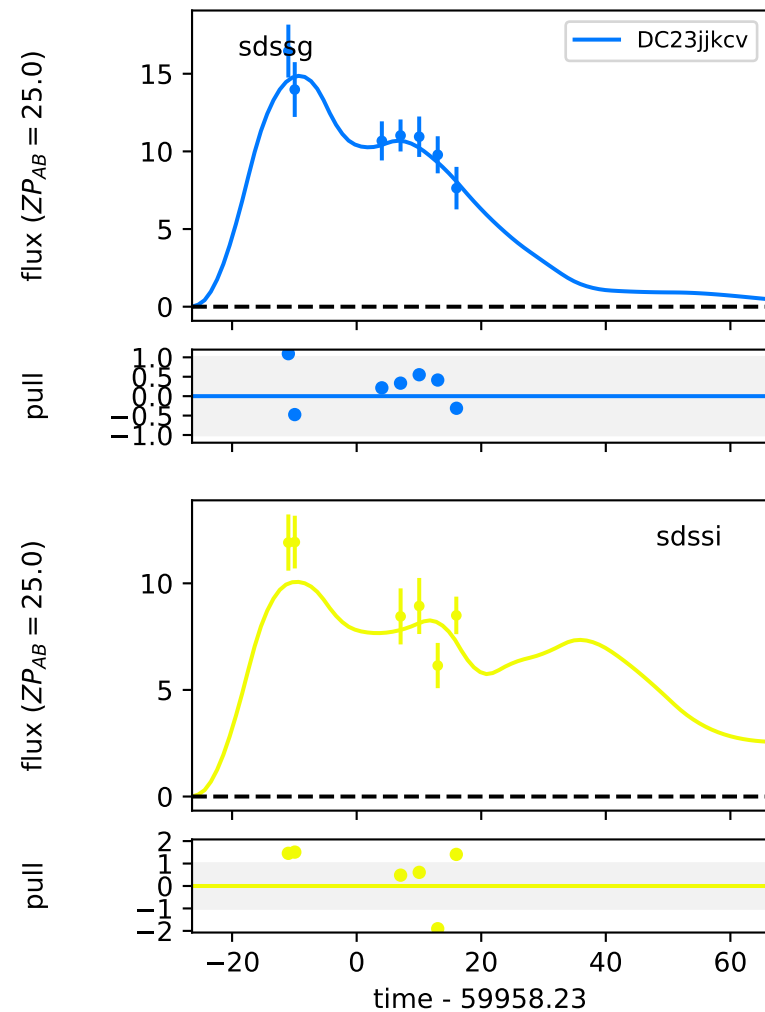 sdssg
DC23jjkcv
flux (ZP_AB = 25.0)
15
10
5
0
pull
1.0
0.5
0.0
−0.5
−1.0
sdssi
flux (ZP_AB = 25.0)
10
5
0
pull
2
1
0
−1
−2
−20 0 20 40 60
time - 59958.23